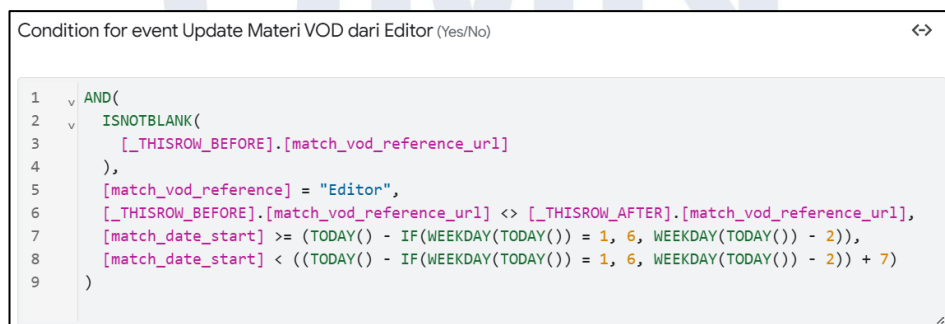 Condition for event Update Materi VOD dari Editor (Yes/No)
1 AND(
2 ISNOTBLANK(
3 [_THISROW_BEFORE].[match_vod_reference_url]
4 ),
5 [match_vod_reference] = "Editor",
6 [_THISROW_BEFORE].[match_vod_reference_url] <> [_THISROW_AFTER].[match_vod_reference_url],
7 [match_date_start] >= (TODAY() - IF(WEEKDAY(TODAY()) = 1, 6, WEEKDAY(TODAY()) - 2)),
8 [match_date_start] < ((TODAY() - IF(WEEKDAY(TODAY()) = 1, 6, WEEKDAY(TODAY()) - 2)) + 7)
9 )